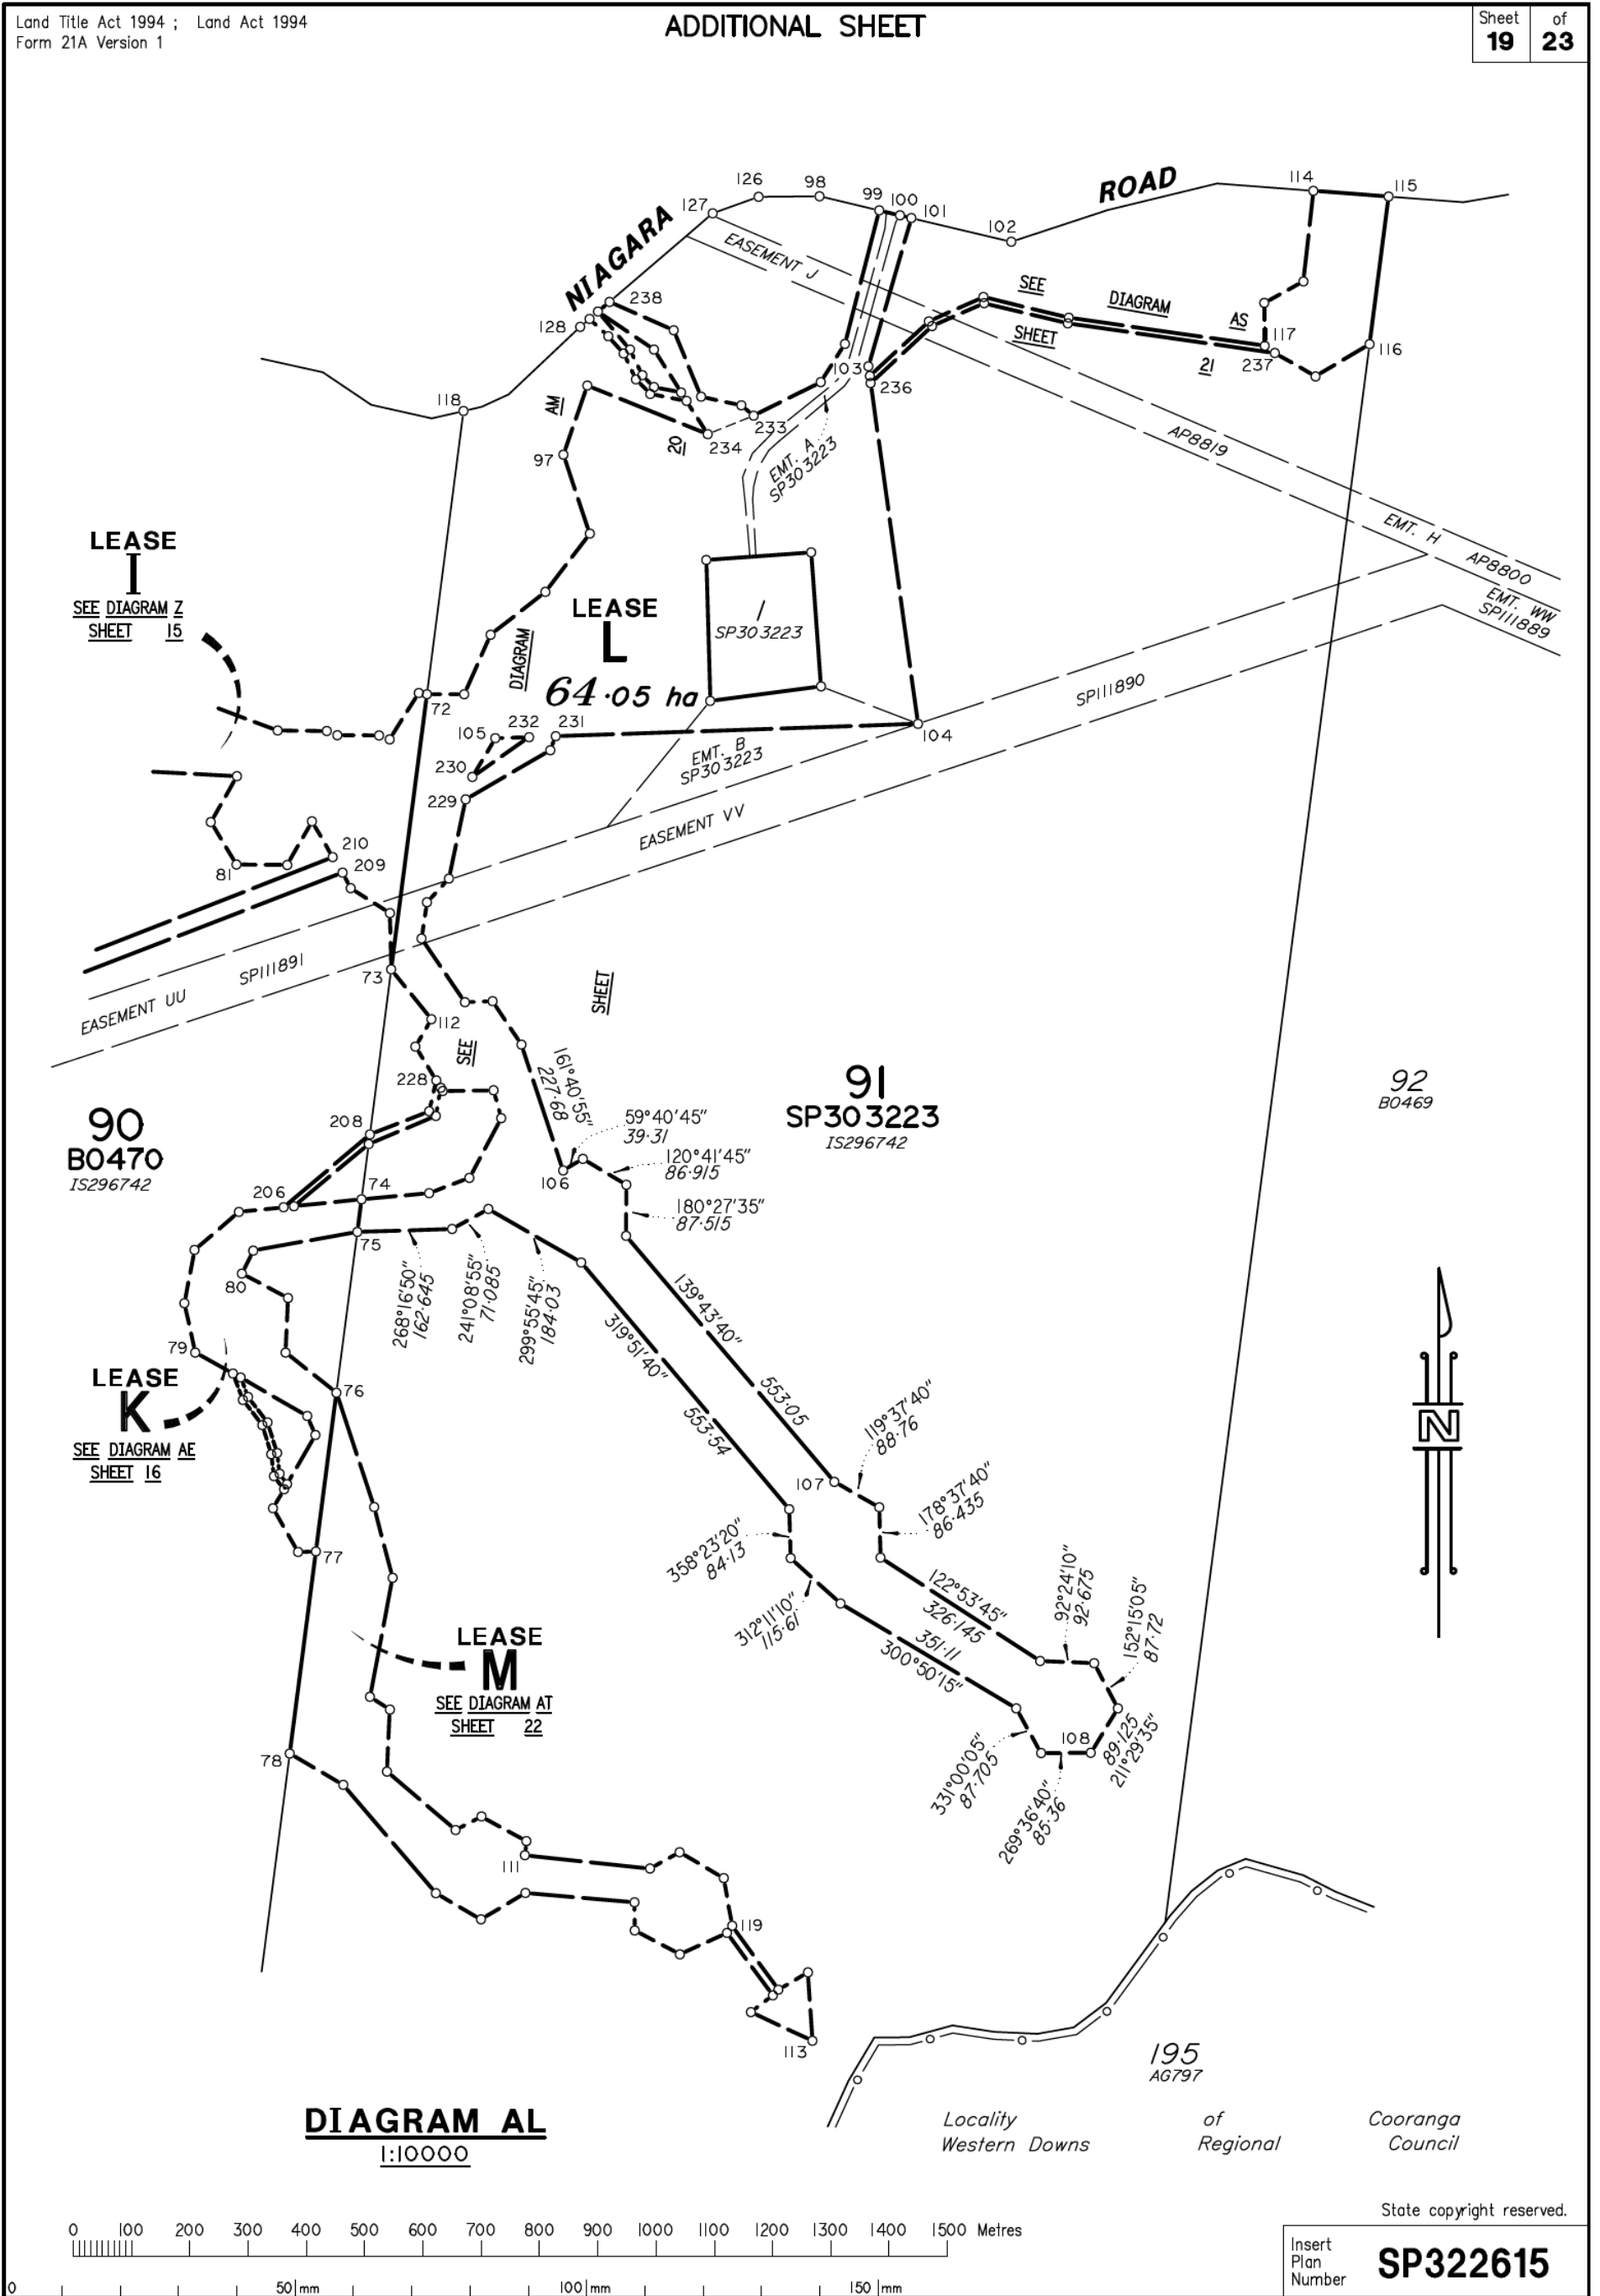 Land Title Act 1994 ; Land Act 1994
Form 21A Version 1
ADDITIONAL SHEET
Sheet of
19 23
126
98
99
100
101
127
102
ROAD
114
115
NIAGARA
EASEMENT J
238
128
SEE DIAGRAM AS
SHEET 21
117
237
116
103
236
118
AM
20
233
234
97
EMT. A
SP303223
AP8819
EMT. H AP8800
EMT. WW
SP111889
LEASE
I
SEE DIAGRAM Z
SHEET 15
LEASE
L
64·05 ha
1
SP303223
DIAGRAM
72
105
232
231
104
230
229
EMT. B
SP303223
SP111890
EASEMENT VV
210
209
81
EASEMENT UU
SP111891
73
112
SHEET
SEE
228
208
90
BO470
IS296742
91
SP303223
IS296742
92
BO469
161°40'55"
227·68
59°40'45"
39·31
120°41'45"
86·915
180°27'35"
87·515
106
206
74
75
80
268°16'50"
162·645
241°08'55"
71·085
299°55'45"
184·03
139°43'40"
553·05
319°51'40"
553·54
79
LEASE
K
SEE DIAGRAM AE
SHEET 16
76
77
107
119°37'40"
88·76
178°37'40"
86·435
358°23'20"
84·13
312°11'10"
115·61
122°53'45"
326·145
351·11
300°50'15"
92°24'10"
92·675
152°15'05"
87·72
LEASE
M
SEE DIAGRAM AT
SHEET 22
78
108
89·125
211°29'35"
331°00'05"
87·705
269°36'40"
85·36
111
119
113
N
195
AG797
DIAGRAM AL
1:10000
Locality of Cooranga
Western Downs Regional Council
State copyright reserved.
0 100 200 300 400 500 600 700 800 900 1000 1100 1200 1300 1400 1500 Metres
0 50 mm 100 mm 150 mm
Insert
Plan
Number
SP322615